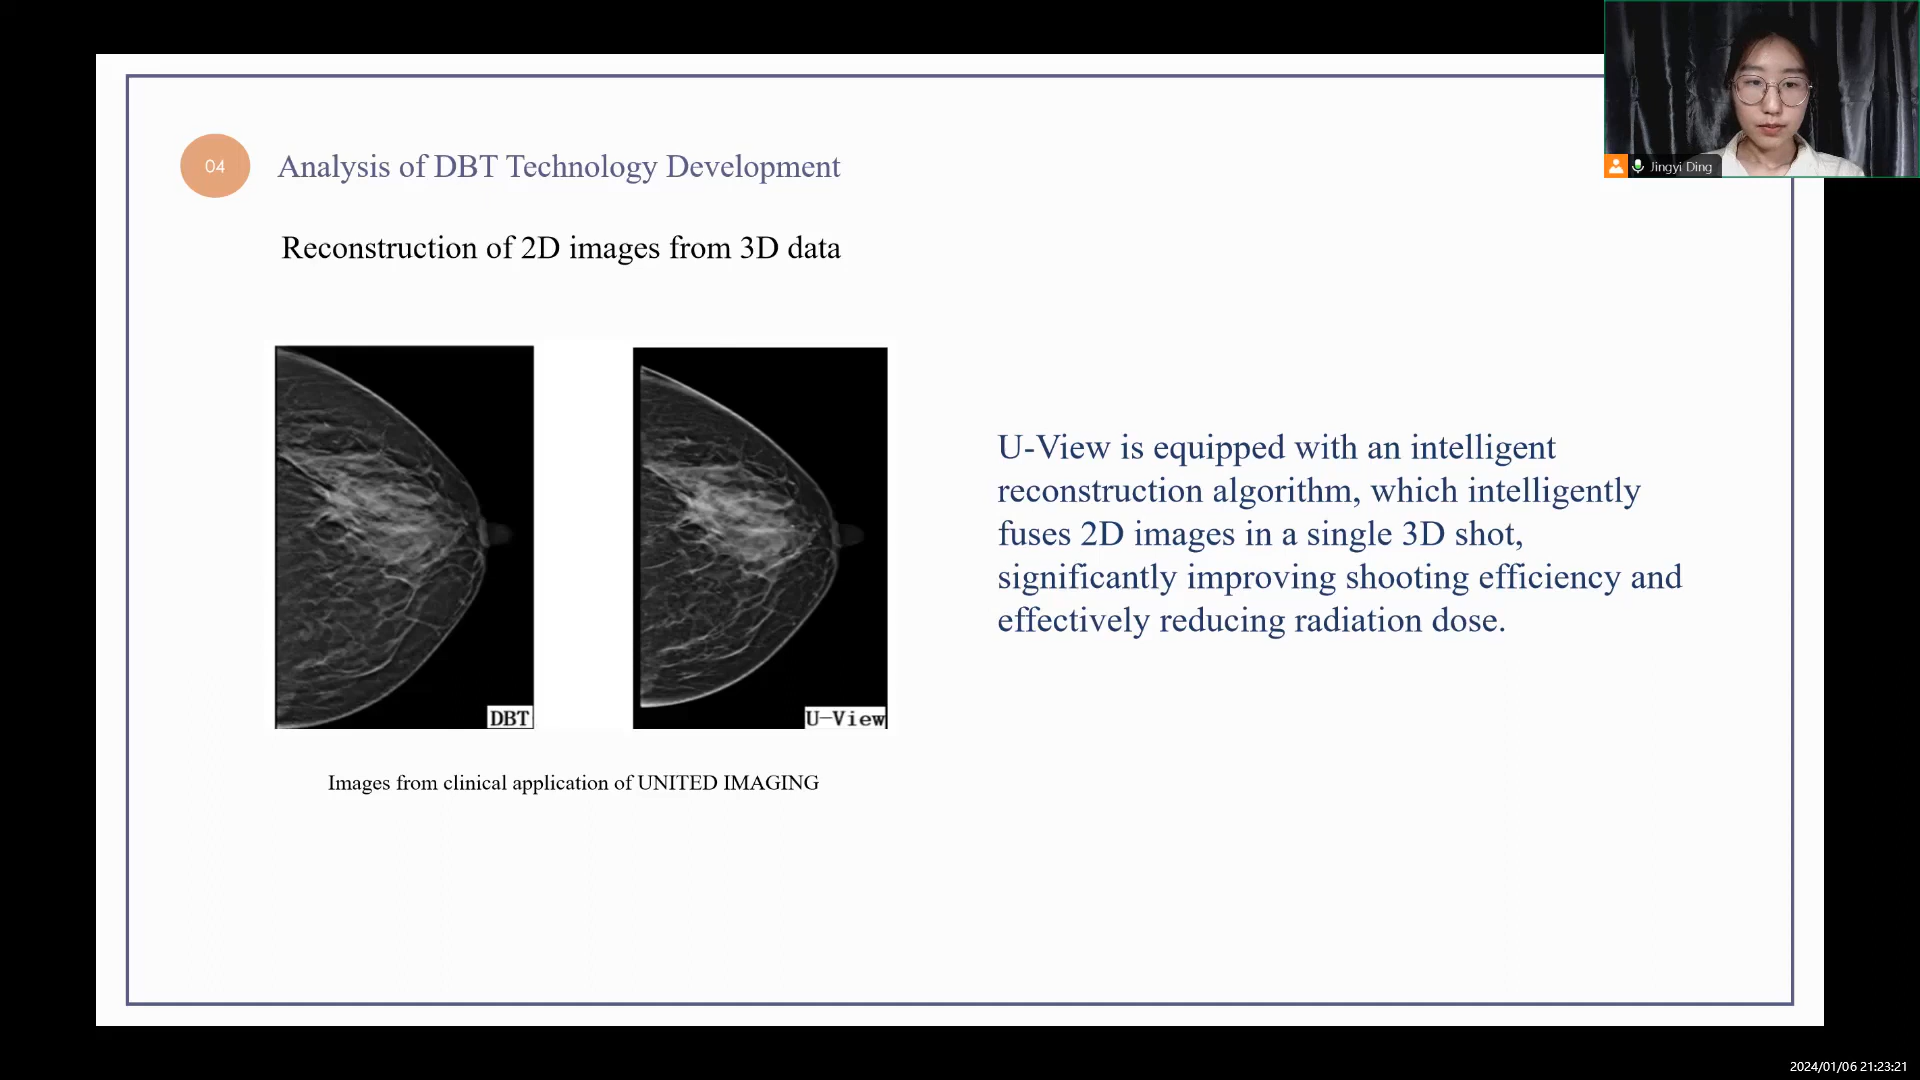 Jingyi Ding
04
Analysis of DBT Technology Development
Reconstruction of 2D images from 3D data
DBT
U-View
U-View is equipped with an intelligent
reconstruction algorithm, which intelligently
fuses 2D images in a single 3D shot,
significantly improving shooting efficiency and
effectively reducing radiation dose.
Images from clinical application of UNITED IMAGING
2024/01/06 21:23:21